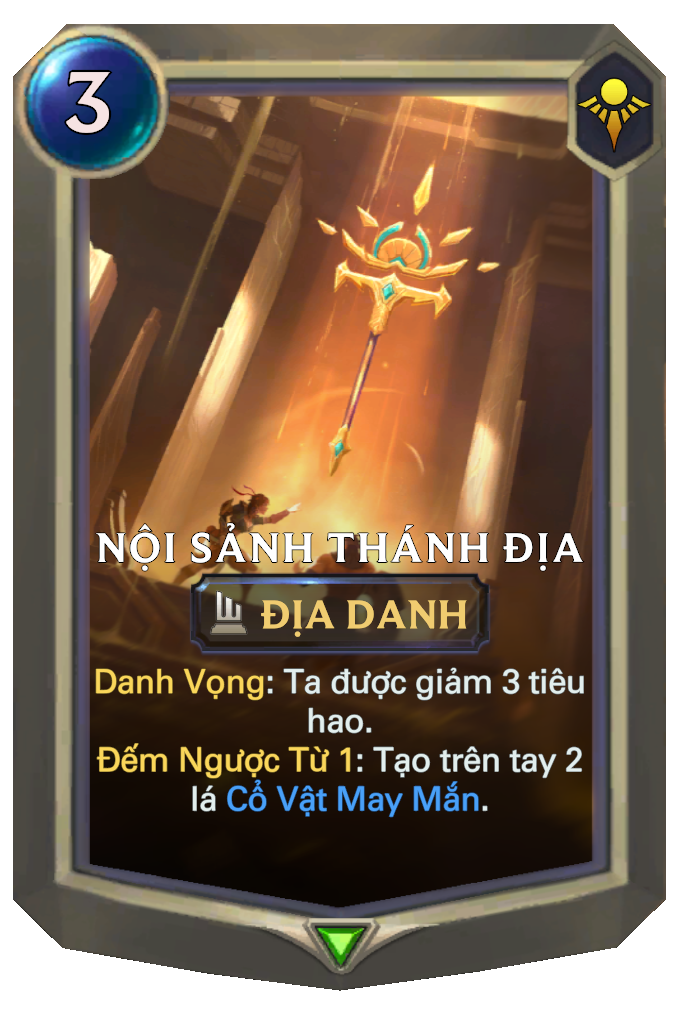 3
NỘI SẢNH THÁNH ĐỊA
ĐỊA DANH
Danh Vọng: Ta được giảm 3 tiêu
hao.
Đếm Ngược Từ 1: Tạo trên tay 2
lá Cổ Vật May Mắn.